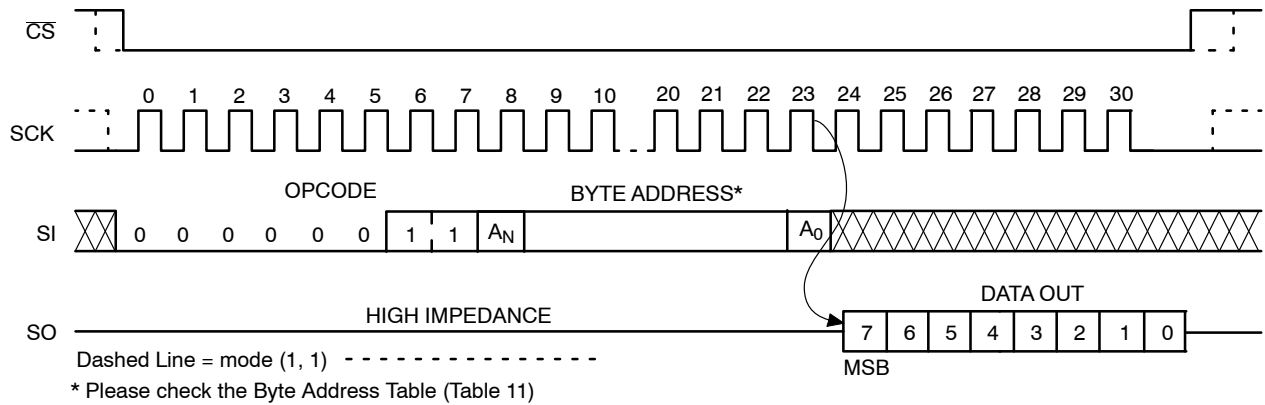 CS
0 1 2 3 4 5 6 7 8 9 10 20 21 22 23 24 25 26 27 28 29 30
SCK
OPCODE BYTE ADDRESS*
SI 0 0 0 0 0 0 1 1 AN A0
DATA OUT
HIGH IMPEDANCE
SO 7 6 5 4 3 2 1 0
Dashed Line = mode (1, 1)
MSB
* Please check the Byte Address Table (Table 11)